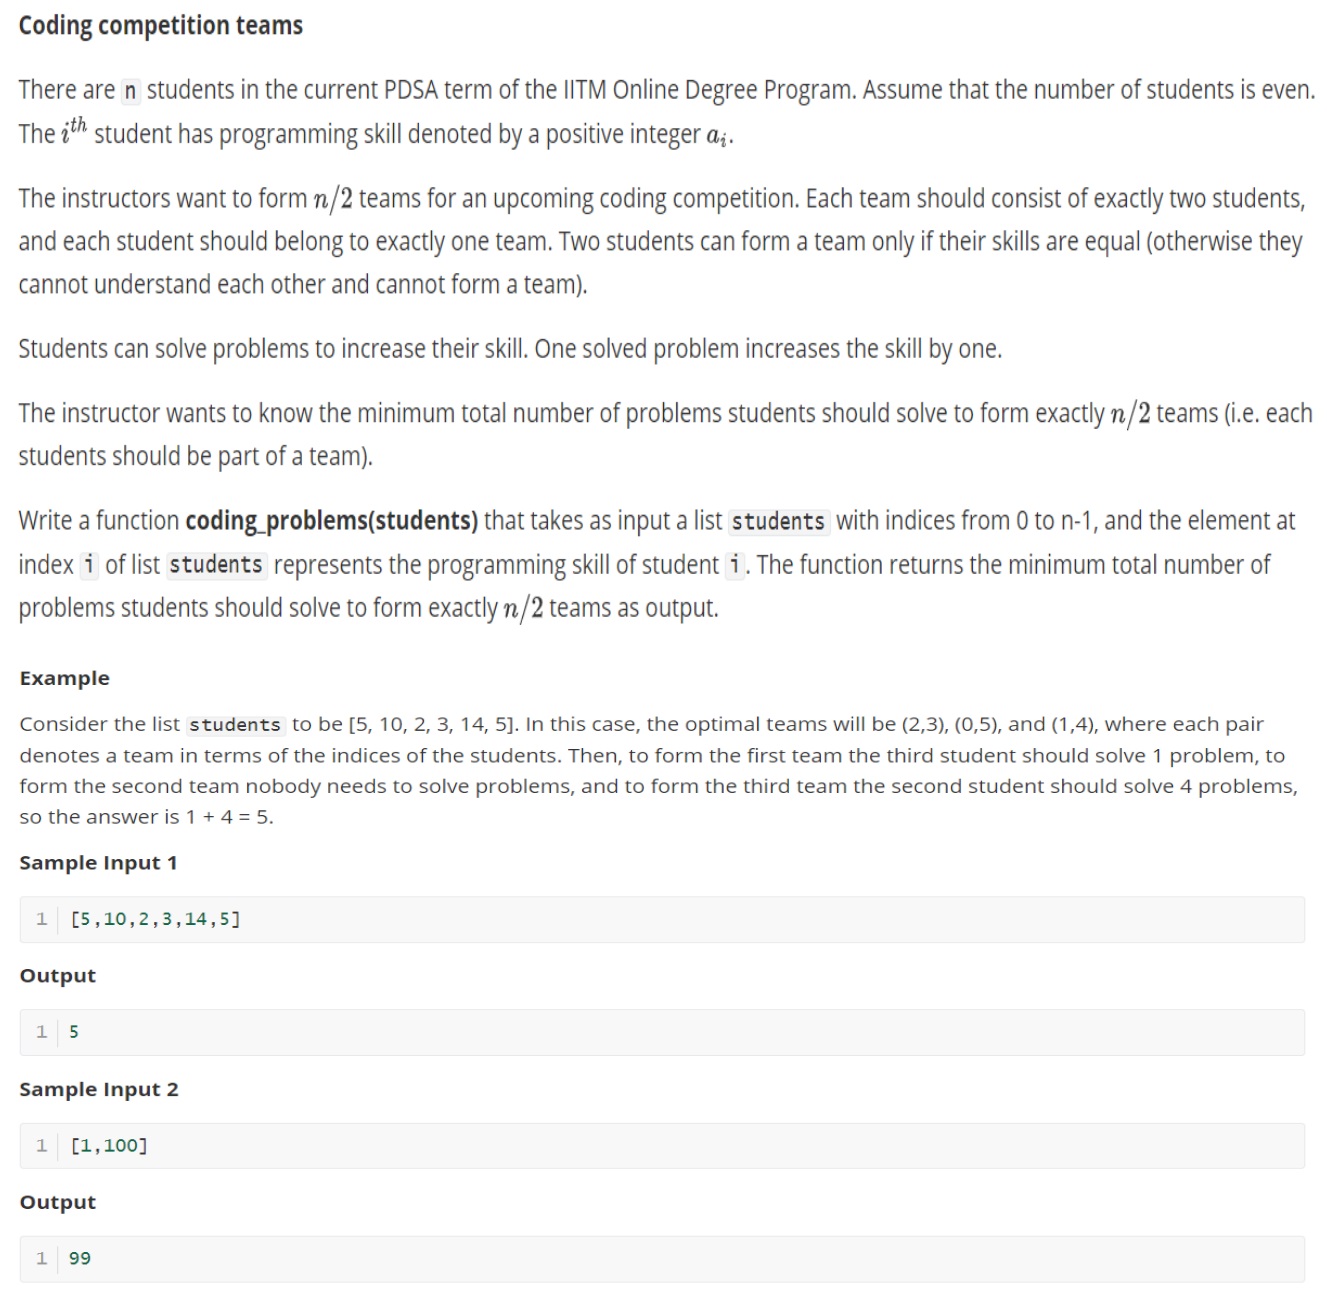 Coding competition teams
There are n students in the current PDSA term of the IITM Online Degree Program. Assume that the number of students is even.
The i^th student has programming skill denoted by a positive integer a_i.
The instructors want to form n/2 teams for an upcoming coding competition. Each team should consist of exactly two students,
and each student should belong to exactly one team. Two students can form a team only if their skills are equal (otherwise they
cannot understand each other and cannot form a team).
Students can solve problems to increase their skill. One solved problem increases the skill by one.
The instructor wants to know the minimum total number of problems students should solve to form exactly n/2 teams (i.e. each
students should be part of a team).
Write a function coding_problems(students) that takes as input a list students with indices from 0 to n-1, and the element at
index i of list students represents the programming skill of student i. The function returns the minimum total number of
problems students should solve to form exactly n/2 teams as output.
Example
Consider the list students to be [5, 10, 2, 3, 14, 5]. In this case, the optimal teams will be (2,3), (0,5), and (1,4), where each pair
denotes a team in terms of the indices of the students. Then, to form the first team the third student should solve 1 problem, to
form the second team nobody needs to solve problems, and to form the third team the second student should solve 4 problems,
so the answer is 1 + 4 = 5.
Sample Input 1
1 [5,10,2,3,14,5]
Output
1 5
Sample Input 2
1 [1,100]
Output
1 99